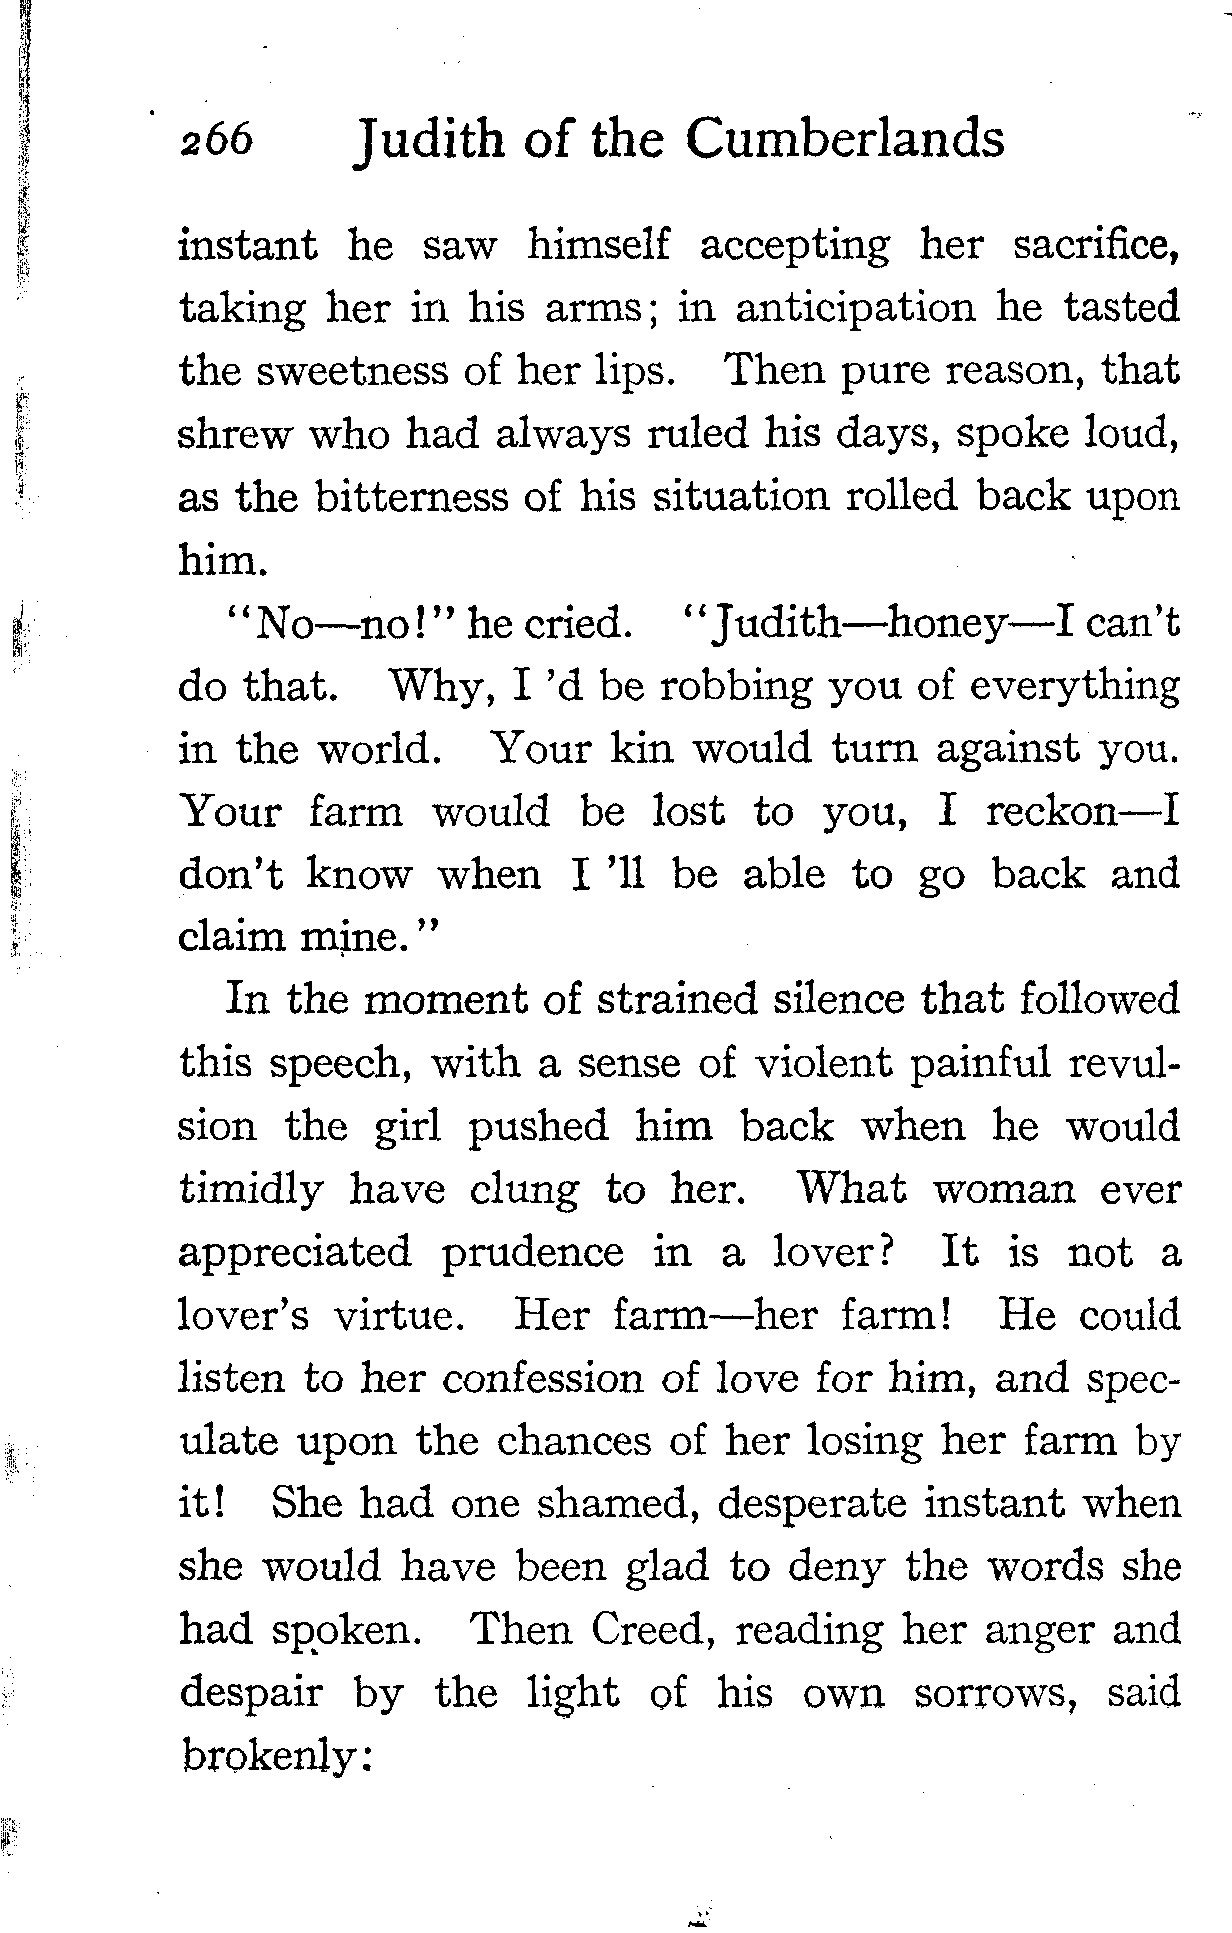 266 Judith of the Cumberlands
instant he saw himself accepting her sacrifice,
taking her in his arms; in anticipation he tasted
the sweetness of her lips. Then pure reason, that
shrew who had always ruled his days, spoke loud,
as the bitterness of his situation rolled back upon
him.
"No—no!" he cried. "Judith—honey—I can't
do that. Why, I 'd be robbing you of everything
in the world. Your kin would turn against you.
Your farm would be lost to you, I reckon—I
don't know when I 'll be able to go back and
claim mine."
In the moment of strained silence that followed
this speech, with a sense of violent painful revul-
sion the girl pushed him back when he would
timidly have clung to her. What woman ever
appreciated prudence in a lover? It is not a
lover's virtue. Her farm—her farm! He could
listen to her confession of love for him, and spec-
ulate upon the chances of her losing her farm by
it! She had one shamed, desperate instant when
she would have been glad to deny the words she
had spoken. Then Creed, reading her anger and
despair by the light of his own sorrows, said
brokenly: